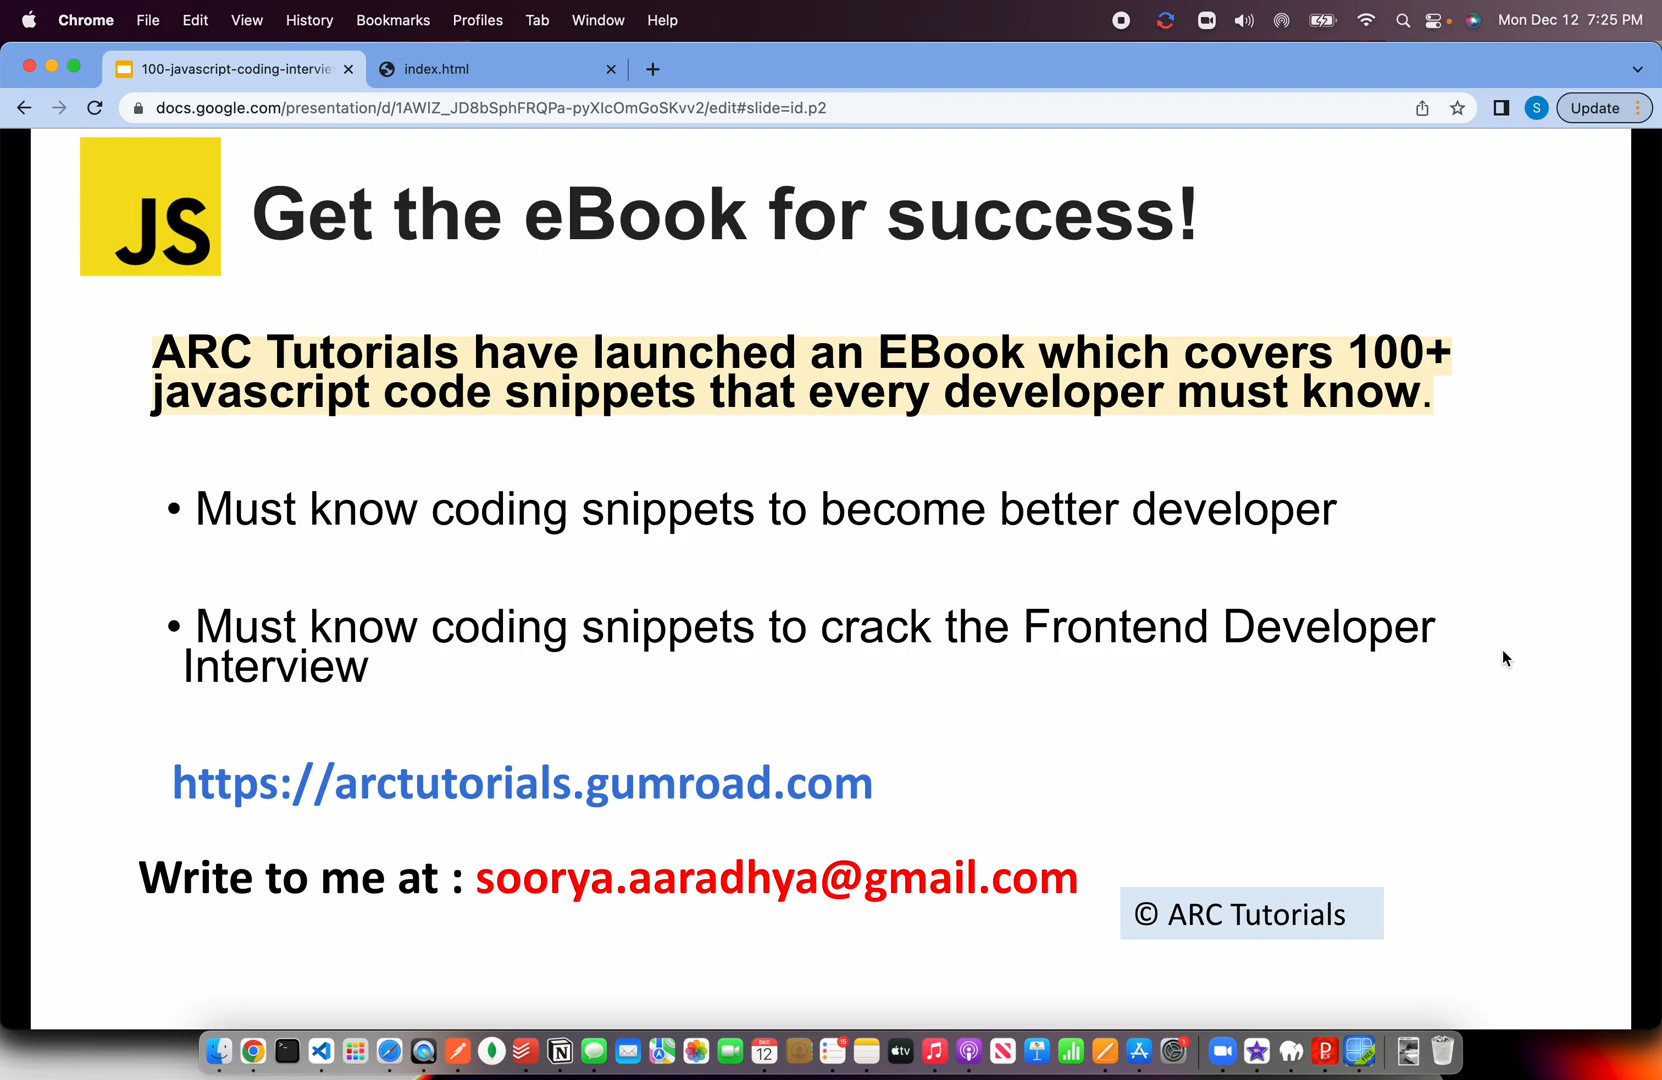 Chrome File Edit View History Bookmarks Profiles Tab Window Help Mon Dec 12 7:25 PM
100-javascript-coding-intervie index.html
docs.google.com/presentation/d/1AWlZ_JD8bSphFRQPa-pyXlcOmGoSKvv2/edit#slide=id.p2 S Update
JS
Get the eBook for success!
ARC Tutorials have launched an EBook which covers 100+
javascript code snippets that every developer must know.
• Must know coding snippets to become better developer
• Must know coding snippets to crack the Frontend Developer
Interview
https://arctutorials.gumroad.com
Write to me at : soorya.aaradhya@gmail.com
© ARC Tutorials
DEC
12
tv